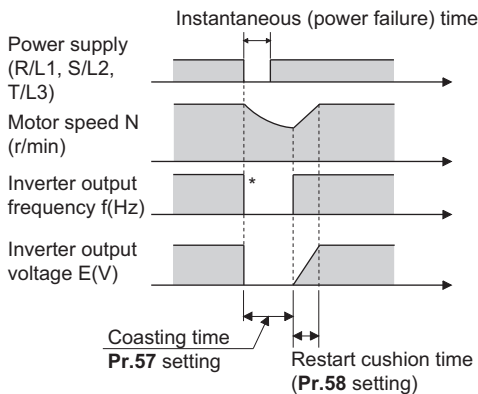 Instantaneous (power failure) time
Power supply
(R/L1, S/L2,
T/L3)
Motor speed N
(r/min)
Inverter output
frequency f(Hz)
*
Inverter output
voltage E(V)
Coasting time
Pr.57 setting
Restart cushion time
(Pr.58 setting)